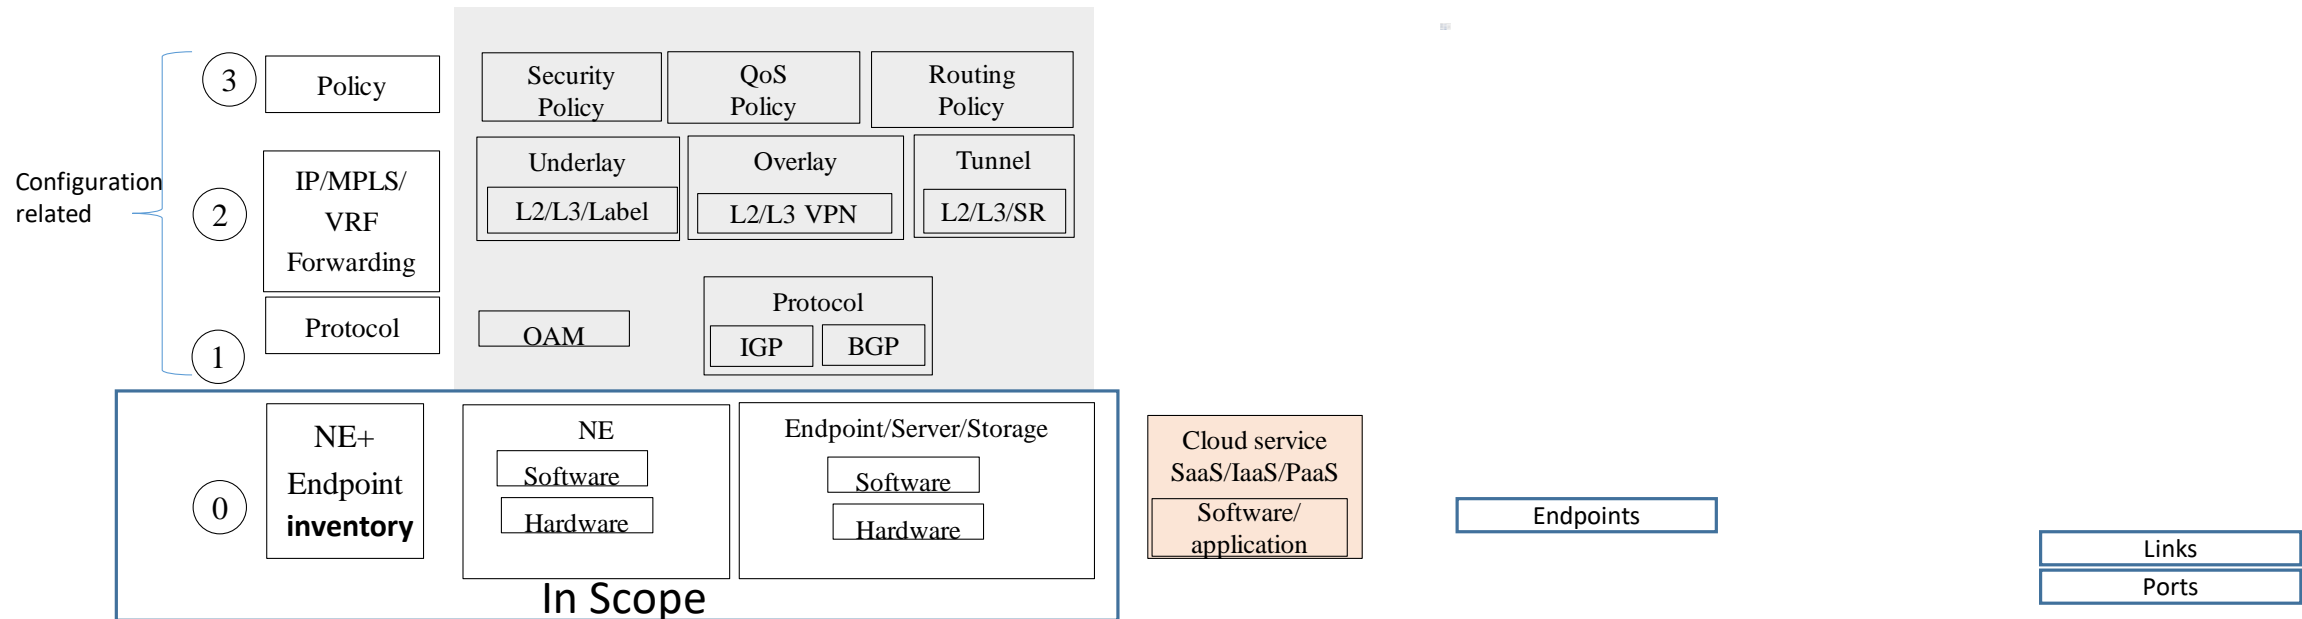 3
Policy
Security
Policy
QoS
Policy
Routing
Policy
Configuration
related
2
IP/MPLS/
VRF
Forwarding
Underlay
L2/L3/Label
Overlay
L2/L3 VPN
Tunnel
L2/L3/SR
1
Protocol
OAM
Protocol
IGP
BGP
0
NE+
Endpoint
inventory
NE
Software
Hardware
Endpoint/Server/Storage
Software
Hardware
In Scope
Cloud service
SaaS/IaaS/PaaS
Software/
application
Endpoints
Links
Ports